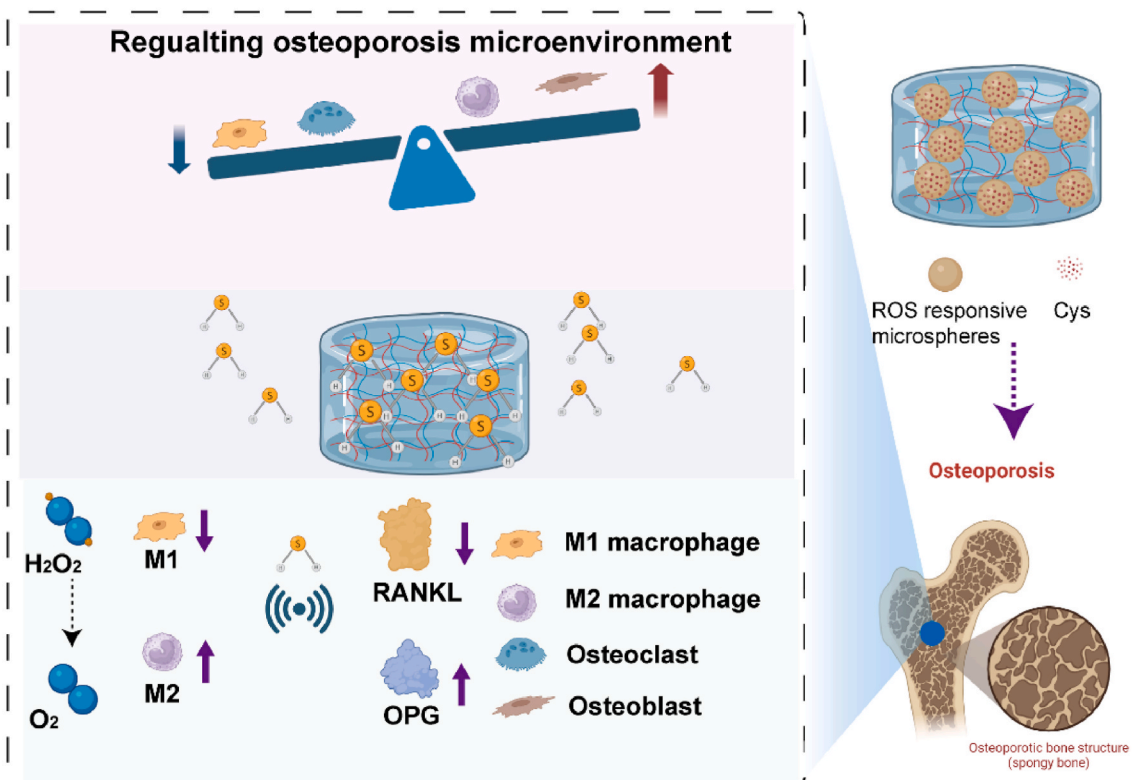 Regualting osteoporosis microenvironment
S
H H
S
H H
S
H H
S
H H
S
H H
S
H H
S
H H
S
S
S
S
S
S
H
H
H
H
H
H
H
H
H
H
ROS responsive
microspheres
Cys
Osteoporosis
H2O2
O2
M1
M2
S
H H
RANKL
OPG
M1 macrophage
M2 macrophage
Osteoclast
Osteoblast
Osteoporotic bone structure
(spongy bone)